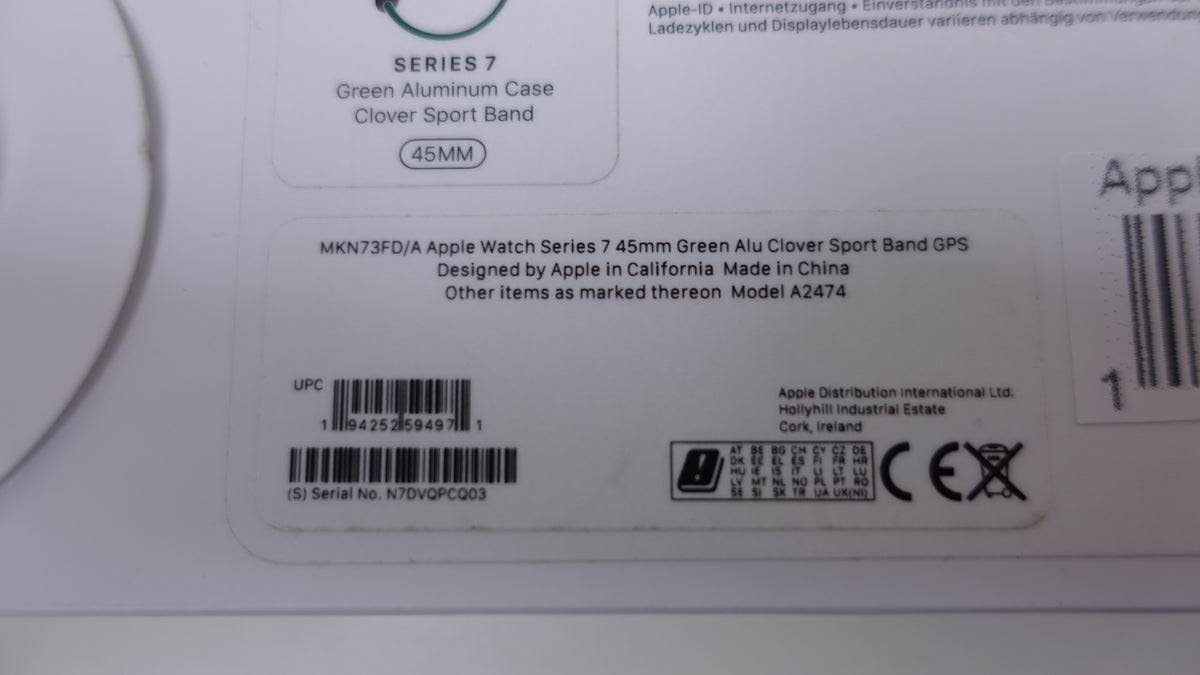 SERIES 7
Green Aluminum Case
Clover Sport Band
45MM
Apple-ID • Internetzugang • Einverständnis mit den
Ladezyklen und Displaylebensdauer variieren abhängig von
MKN73FD/A Apple Watch Series 7 45mm Green Alu Clover Sport Band GPS
Designed by Apple in California Made in China
Other items as marked thereon Model A2474
UPC
1 94252 59497 1
(S) Serial No. N7DVQPCQ03
Apple Distribution International Ltd.
Hollyhill Industrial Estate
Cork, Ireland
AT BE BG CH CY CZ DE
DK EE EL ES FI FR HR
HU IE IS IT LI LT LU
LV MT NL NO PL PT RO
SE SI SK TR UA UK(NI)
CE
Appl
1